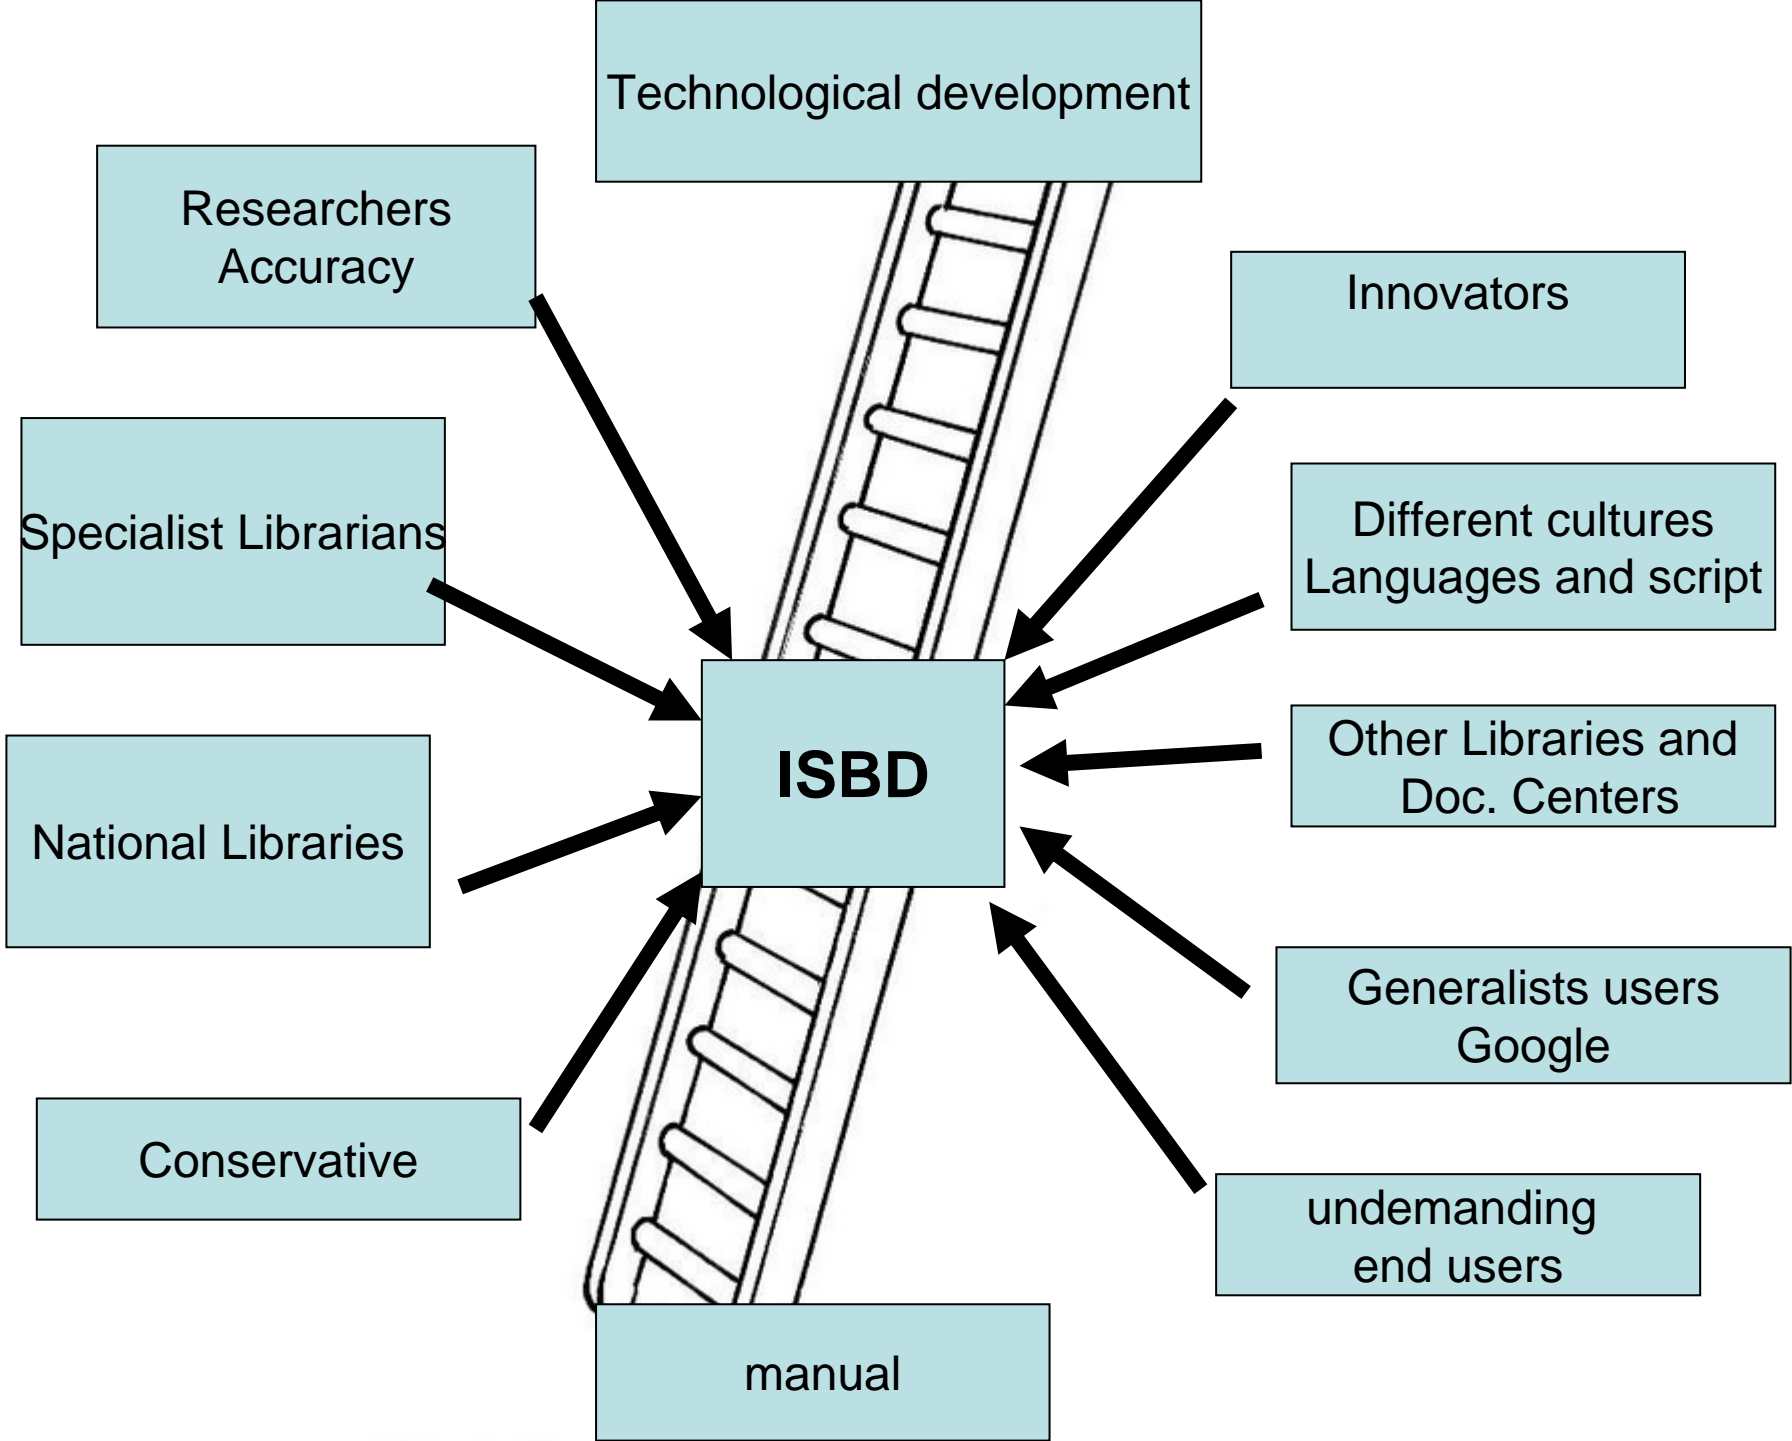 Technological development
Researchers
Accuracy
Innovators
Specialist Librarians
Different cultures
Languages and script
ISBD
Other Libraries and
Doc. Centers
National Libraries
Generalists users
Google
Conservative
undemanding
end users
manual